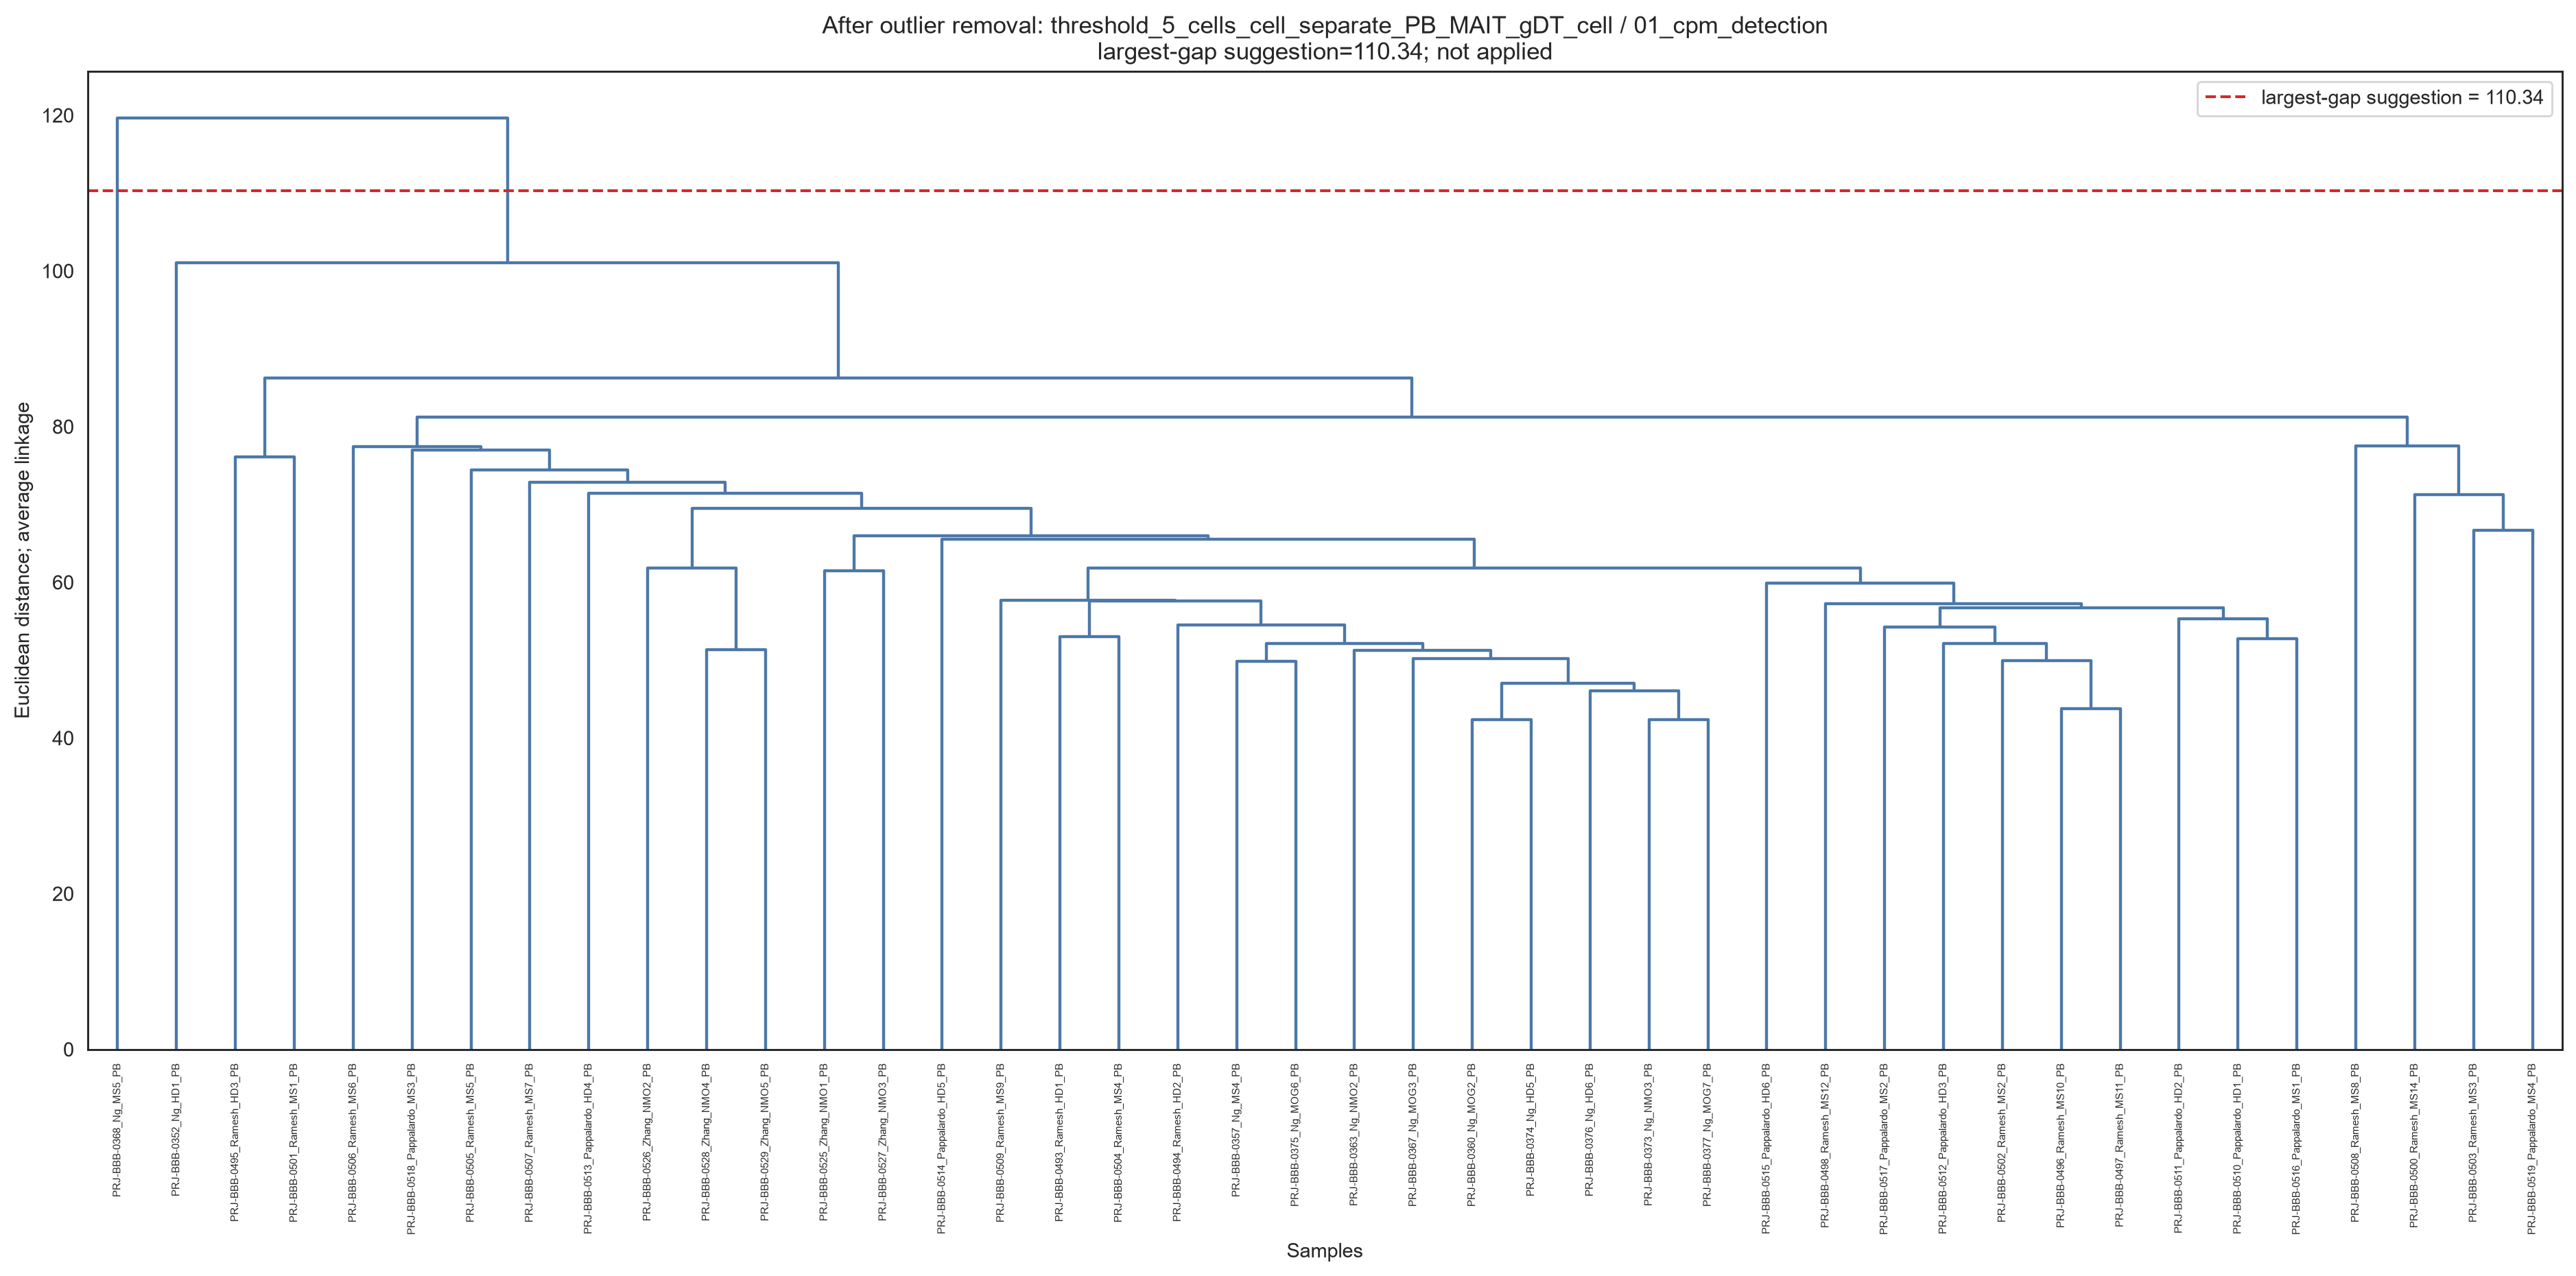 After outlier removal: threshold_5_cells_cell_separate_PB_MAIT_gDT_cell / 01_cpm_detection
largest-gap suggestion=110.34; not applied
largest-gap suggestion = 110.34
Euclidean distance; average linkage
120
100
80
60
40
20
0
PRJ-BBB-0368_Ng_MS5_PB
PRJ-BBB-0352_Ng_HD1_PB
PRJ-BBB-0495_Ramesh_HD3_PB
PRJ-BBB-0501_Ramesh_MS1_PB
PRJ-BBB-0506_Ramesh_MS6_PB
PRJ-BBB-0518_Pappalardo_MS3_PB
PRJ-BBB-0505_Ramesh_MS5_PB
PRJ-BBB-0507_Ramesh_MS7_PB
PRJ-BBB-0513_Pappalardo_HD4_PB
PRJ-BBB-0526_Zhang_NMO2_PB
PRJ-BBB-0528_Zhang_NMO4_PB
PRJ-BBB-0529_Zhang_NMO5_PB
PRJ-BBB-0525_Zhang_NMO1_PB
PRJ-BBB-0527_Zhang_NMO3_PB
PRJ-BBB-0514_Pappalardo_HD5_PB
PRJ-BBB-0509_Ramesh_MS9_PB
PRJ-BBB-0493_Ramesh_HD1_PB
PRJ-BBB-0504_Ramesh_MS4_PB
PRJ-BBB-0494_Ramesh_HD2_PB
PRJ-BBB-0357_Ng_MS4_PB
PRJ-BBB-0375_Ng_MOG6_PB
PRJ-BBB-0363_Ng_NMO2_PB
PRJ-BBB-0367_Ng_MOG3_PB
PRJ-BBB-0360_Ng_MOG2_PB
PRJ-BBB-0374_Ng_HD5_PB
PRJ-BBB-0376_Ng_HD6_PB
PRJ-BBB-0373_Ng_NMO3_PB
PRJ-BBB-0377_Ng_MOG7_PB
PRJ-BBB-0515_Pappalardo_HD6_PB
PRJ-BBB-0498_Ramesh_MS12_PB
PRJ-BBB-0517_Pappalardo_MS2_PB
PRJ-BBB-0512_Pappalardo_HD3_PB
PRJ-BBB-0502_Ramesh_MS2_PB
PRJ-BBB-0496_Ramesh_MS10_PB
PRJ-BBB-0497_Ramesh_MS11_PB
PRJ-BBB-0511_Pappalardo_HD2_PB
PRJ-BBB-0510_Pappalardo_HD1_PB
PRJ-BBB-0516_Pappalardo_MS1_PB
PRJ-BBB-0508_Ramesh_MS8_PB
PRJ-BBB-0500_Ramesh_MS14_PB
PRJ-BBB-0503_Ramesh_MS3_PB
PRJ-BBB-0519_Pappalardo_MS4_PB
Samples